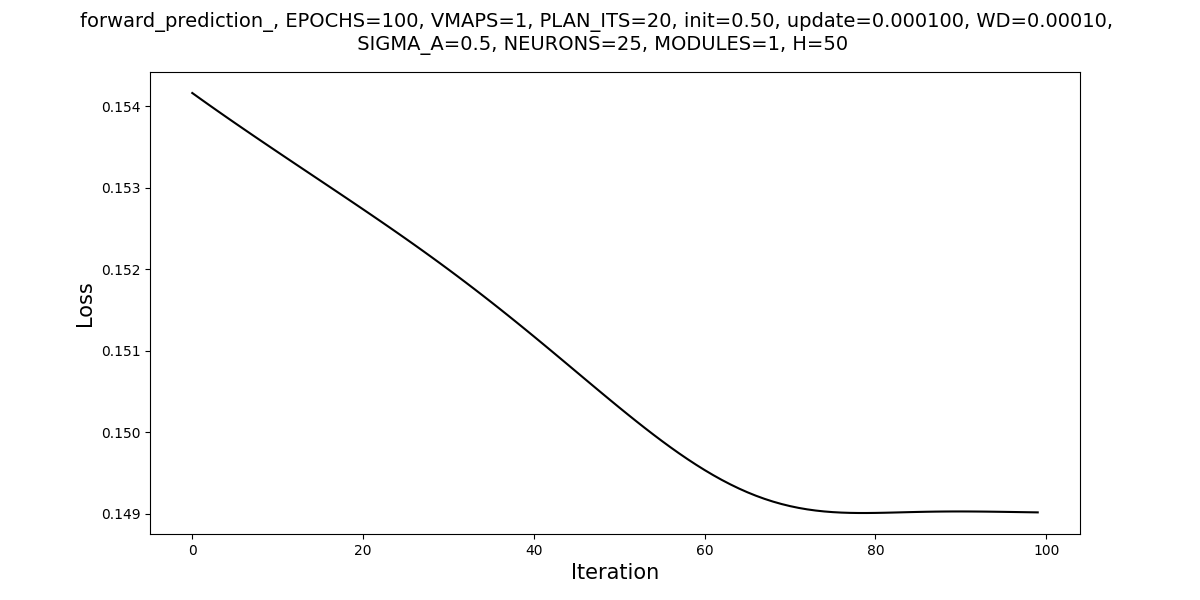 forward_prediction_, EPOCHS=100, VMAPS=1, PLAN_ITS=20, init=0.50, update=0.000100, WD=0.00010,
SIGMA_A=0.5, NEURONS=25, MODULES=1, H=50
0.154
0.153
0.152
0.151
0.150
0.149
Loss
0 20 40 60 80 100
Iteration